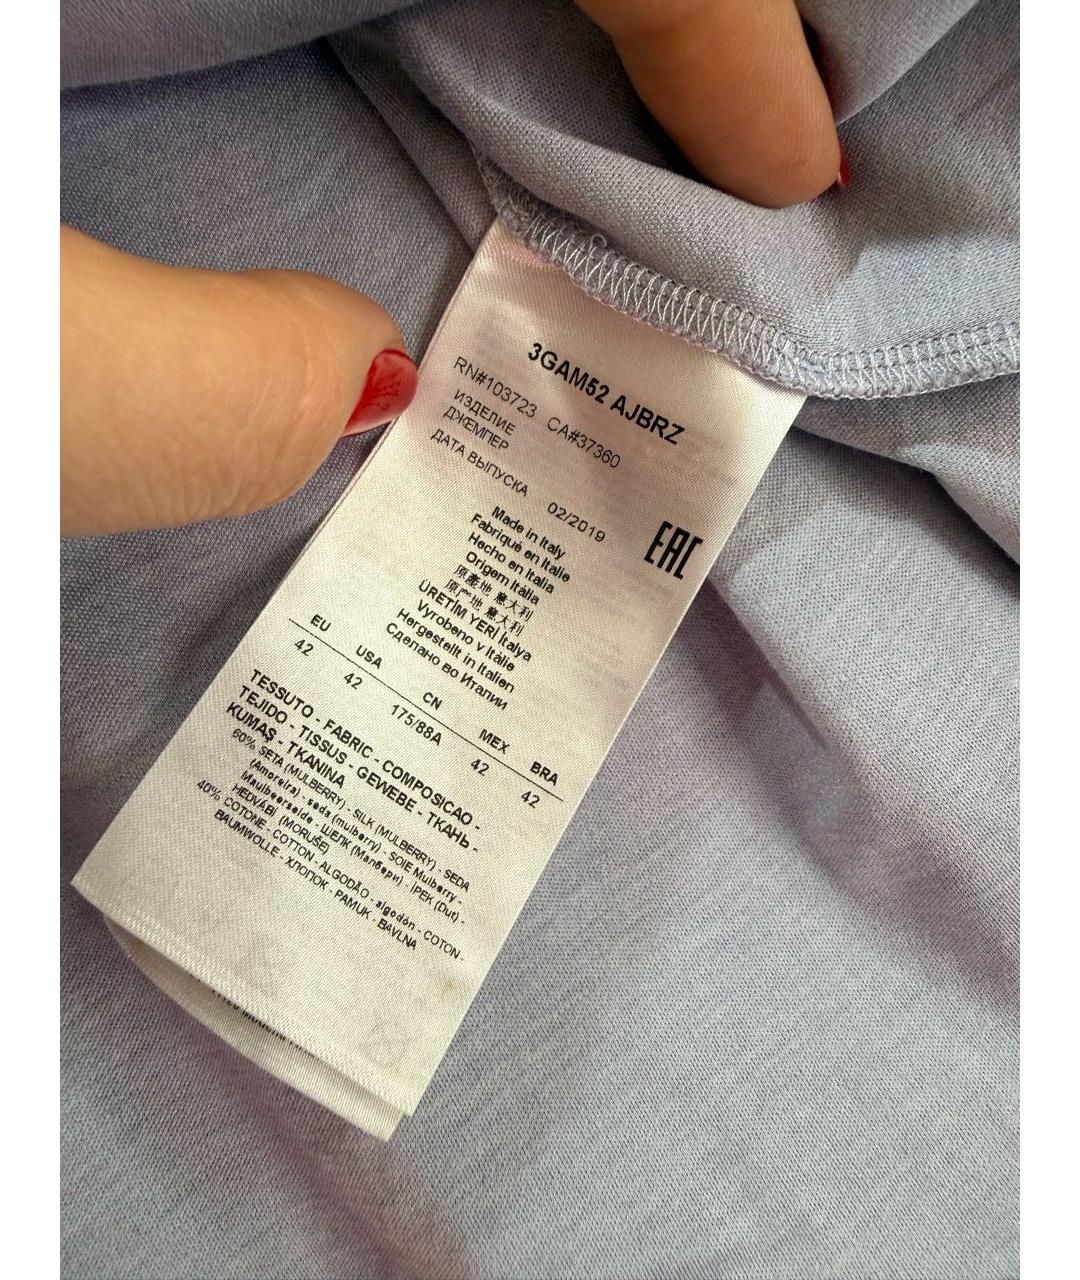 3GAM52 AJBRZ
RN#103723 CA#37360
ИЗДЕЛИЕ
ДЖЕМПЕР
ДАТА ВЫПУСКА 02/2019
EAC
Made in Italy
Fabriqué en Italie
Hecho en Italia
Origem Itália
原產地 意大利
原产地 意大利
ÜRETİM YERİ İtalya
Vyrobeno v Itálie
Hergestellt in Italien
Сделано во Италии
EU USA CN MEX BRA
42 42 175/88A 42 42
TESSUTO - FABRIC - COMPOSICAO -
TEJIDO - TISSUS - GEWEBE - ТКАНЬ -
KUMAŞ - TKANINA
60% SETA (MULBERRY) - SILK (MULBERRY) - SEDA
(Amoreira) - seda (mulberry) - SOIE Mulberry -
Maulbeerseide - ШЕЛК (Малбери) - İPEK (Dut) -
HEDVÁBÍ (MORUŠE)
40% COTONE - COTTON - ALGODÃO - algodón - COTON -
BAUMWOLLE - ХЛОПОК - PAMUK - BAVLNA